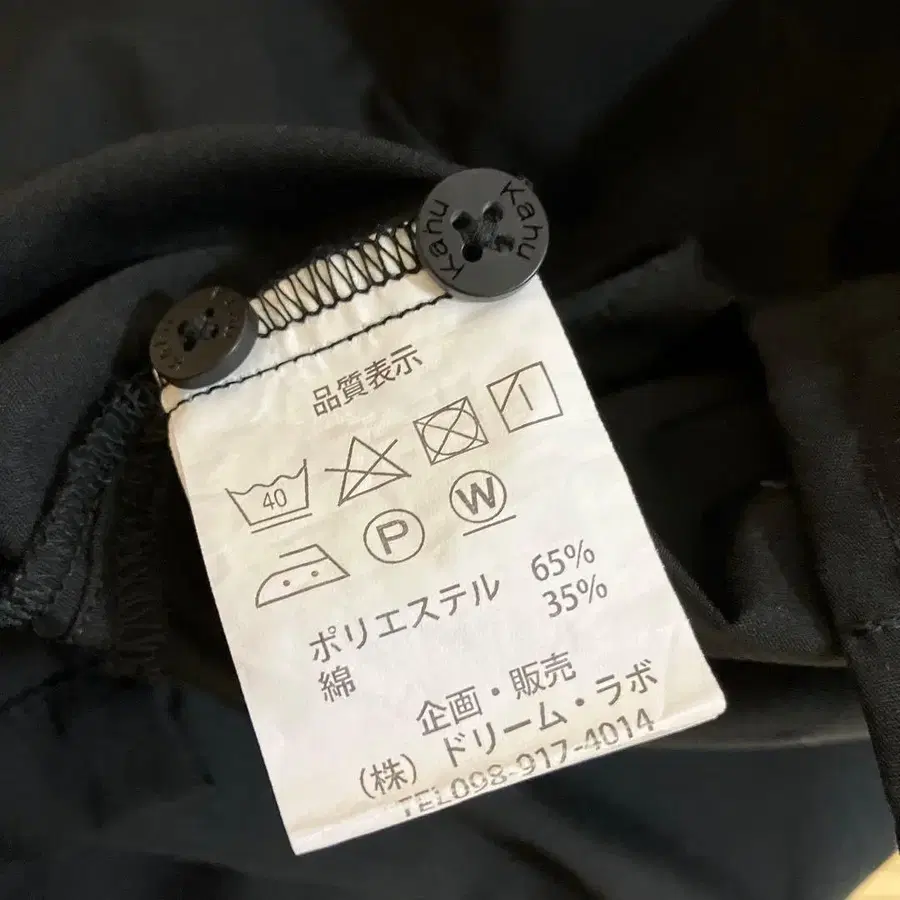 Kahu
Kahu
品質表示
40
P
W
ポリエステル 65%
綿 35%
企画・販売
(株)ドリーム・ラボ
TEL098-917-4014